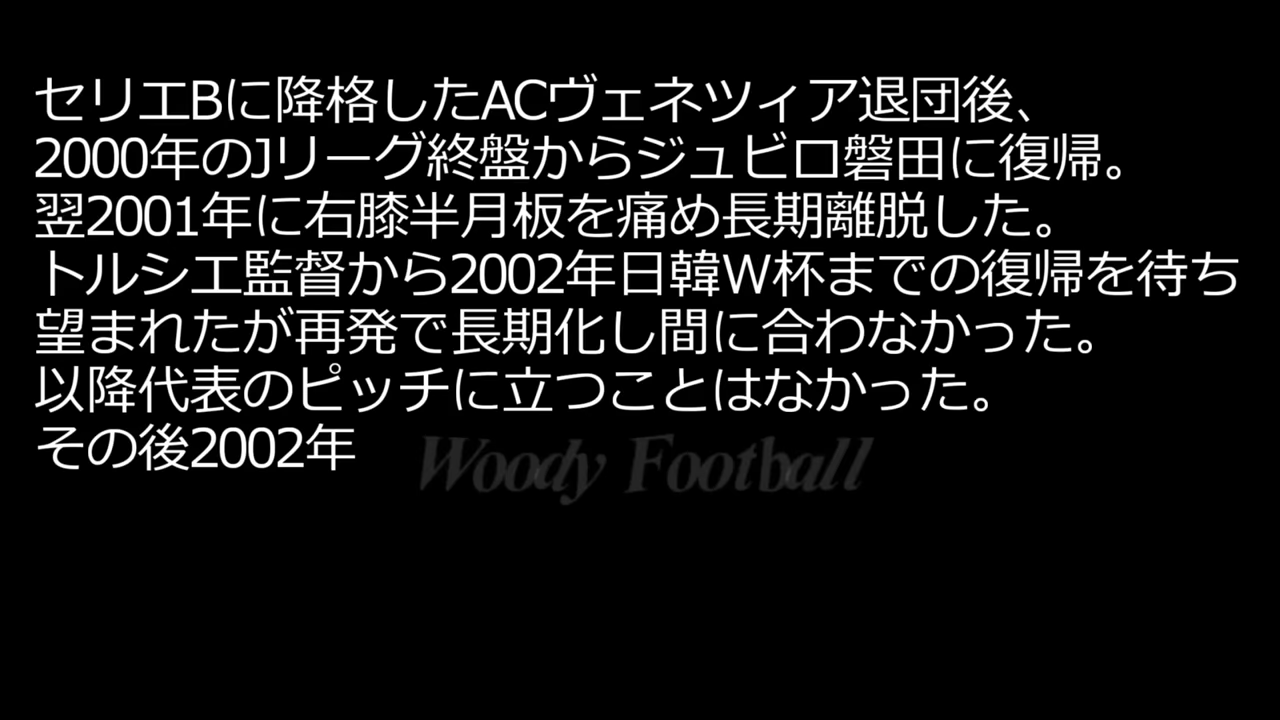 セリエBに降格したACヴェネツィア退団後、
2000年のJリーグ終盤からジュビロ磐田に復帰。
翌2001年に右膝半月板を痛め長期離脱した。
トルシエ監督から2002年日韓W杯までの復帰を待ち
望まれたが再発で長期化し間に合わなかった。
以降代表のピッチに立つことはなかった。
その後2002年
Woody Football